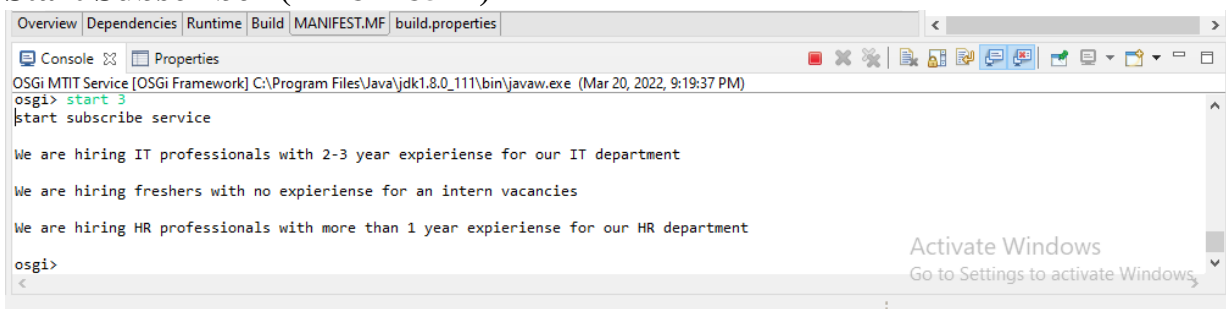 Overview Dependencies Runtime Build MANIFEST.MF build.properties
Console Properties
OSGi MTIT Service [OSGi Framework] C:\Program Files\Java\jdk1.8.0_111\bin\javaw.exe (Mar 20, 2022, 9:19:37 PM)
osgi> start 3
start subscribe service
We are hiring IT professionals with 2-3 year expieriense for our IT department
We are hiring freshers with no expieriense for an intern vacancies
We are hiring HR professionals with more than 1 year expieriense for our HR department
osgi>
Activate Windows
Go to Settings to activate Windows.